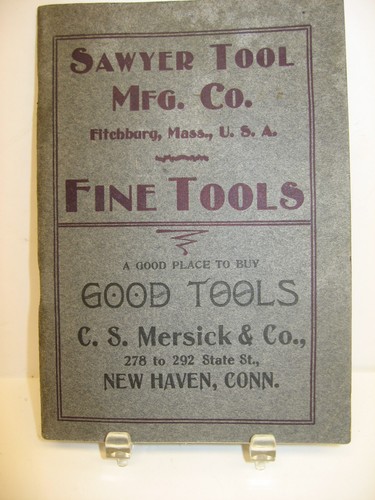 SAWYER TOOL
MFG. CO.
Fitchburg, Mass., U. S. A.
FINE TOOLS
A GOOD PLACE TO BUY
GOOD TOOLS
C. S. Mersick & Co.,
278 to 292 State St.,
NEW HAVEN, CONN.